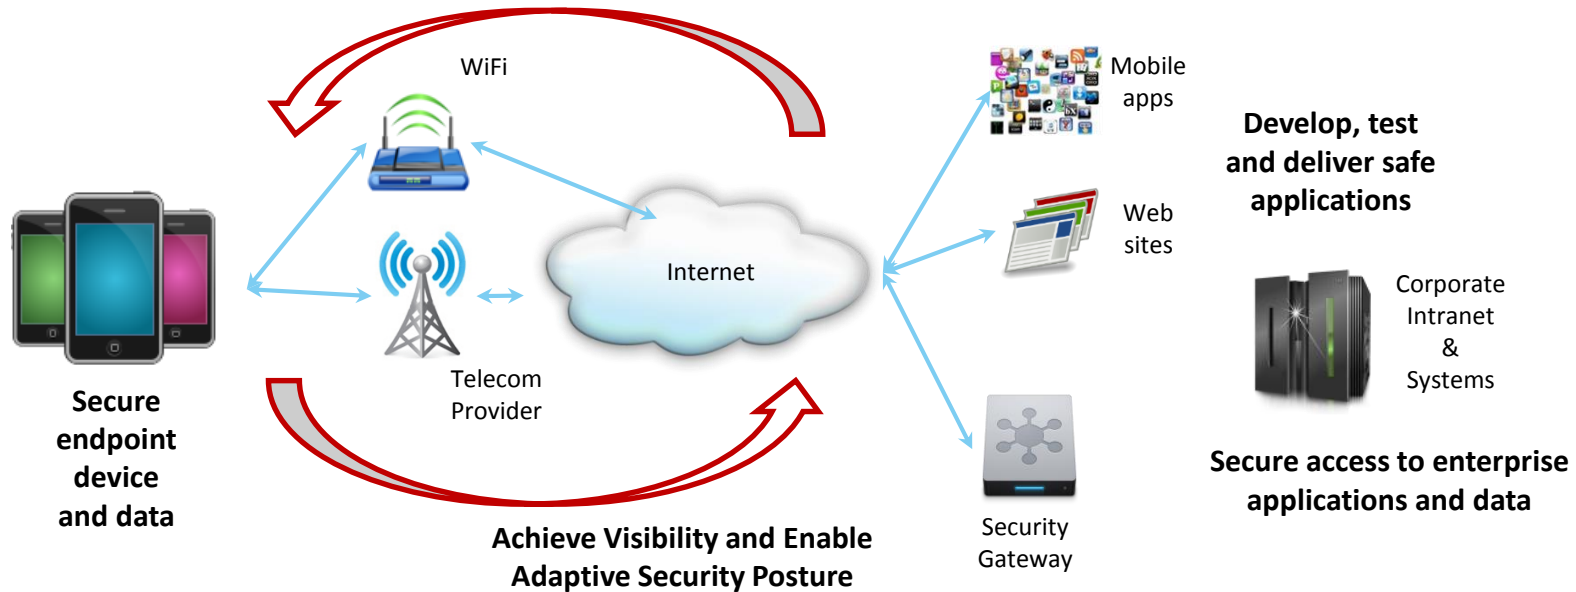 WiFi
Mobile
apps
Develop, test
and deliver safe
applications
Web
sites
Internet
Corporate
Intranet
&
Systems
Telecom
Provider
Secure
endpoint
device
and data
Secure access to enterprise
applications and data
Security
Gateway
Achieve Visibility and Enable
Adaptive Security Posture